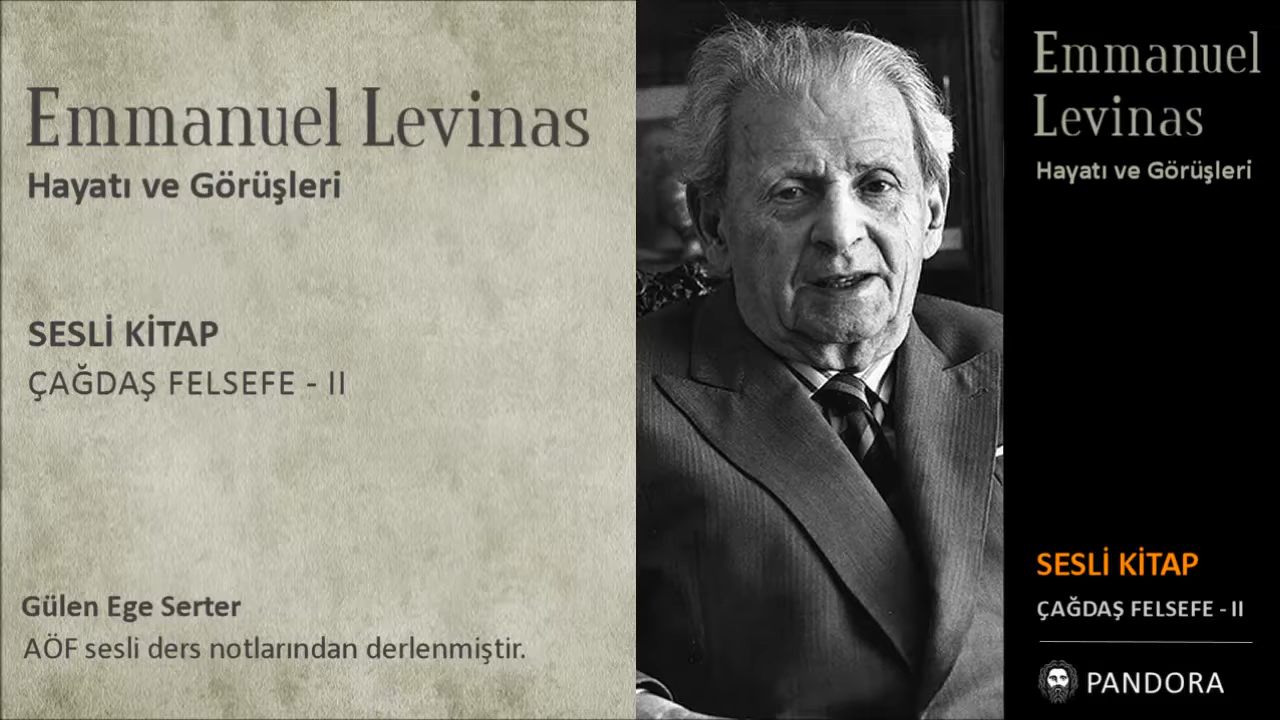 Emmanuel Levinas
Hayatı ve Görüşleri
SESLİ KİTAP
ÇAĞDAŞ FELSEFE - II
Gülen Ege Serter
AÖF sesli ders notlarından derlenmiştir.
Emmanuel
Levinas
Hayatı ve Görüşleri
SESLİ KİTAP
ÇAĞDAŞ FELSEFE - II
PANDORA